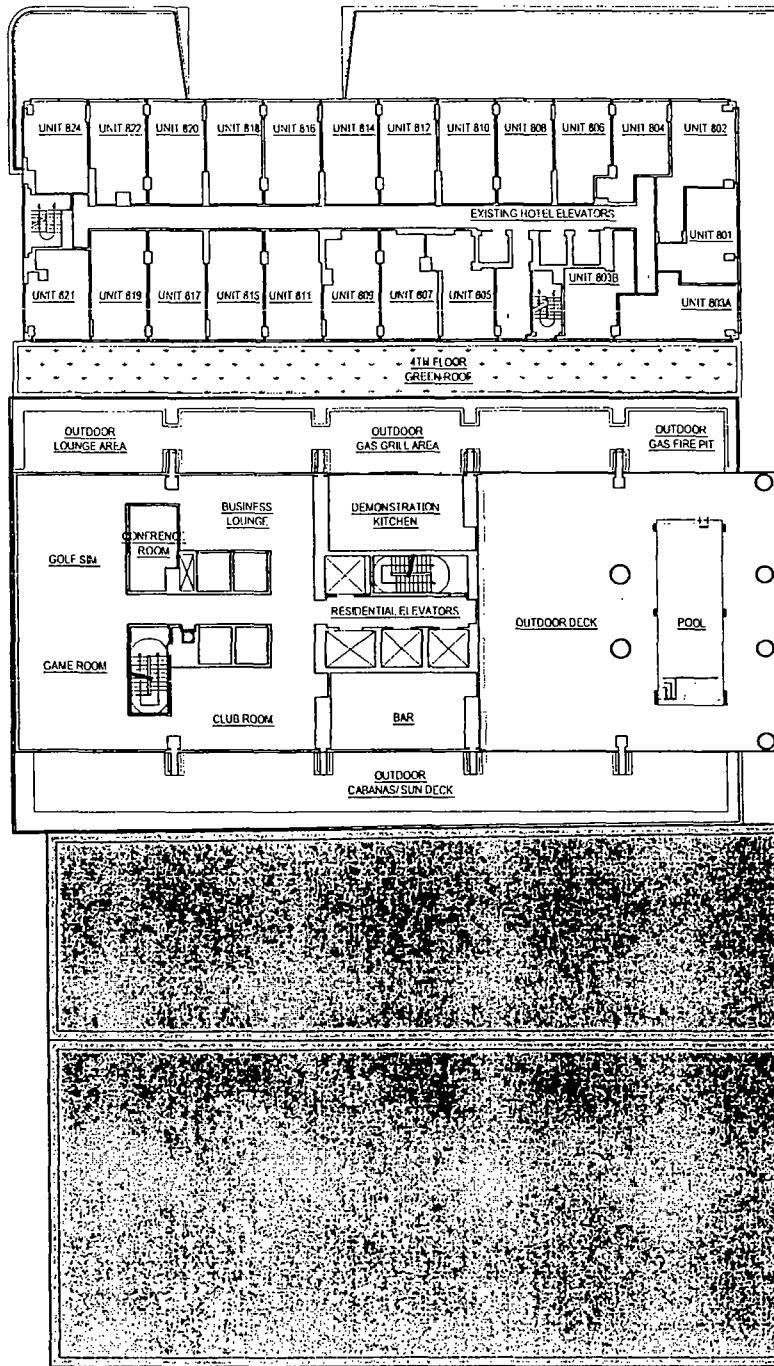 UNIT 824
UNIT 822
UNIT 820
UNIT 818
UNIT 816
UNIT 814
UNIT 812
UNIT 810
UNIT 808
UNIT 806
UNIT 804
UNIT 802
EXISTING HOTEL ELEVATORS
UNIT 801
UNIT 821
UNIT 819
UNIT 817
UNIT 815
UNIT 811
UNIT 809
UNIT 807
UNIT 805
UNIT 803B
UNIT 803A
4TH FLOOR
GREEN ROOF
OUTDOOR
LOUNGE AREA
OUTDOOR
GAS GRILL AREA
OUTDOOR
GAS FIRE PIT
BUSINESS
LOUNGE
DEMONSTRATION
KITCHEN
CONFRENCE
ROOM
GOLF SIM
RESIDENTIAL ELEVATORS
OUTDOOR DECK
POOL
GAME ROOM
CLUB ROOM
BAR
OUTDOOR
CABANAS/ SUN DECK